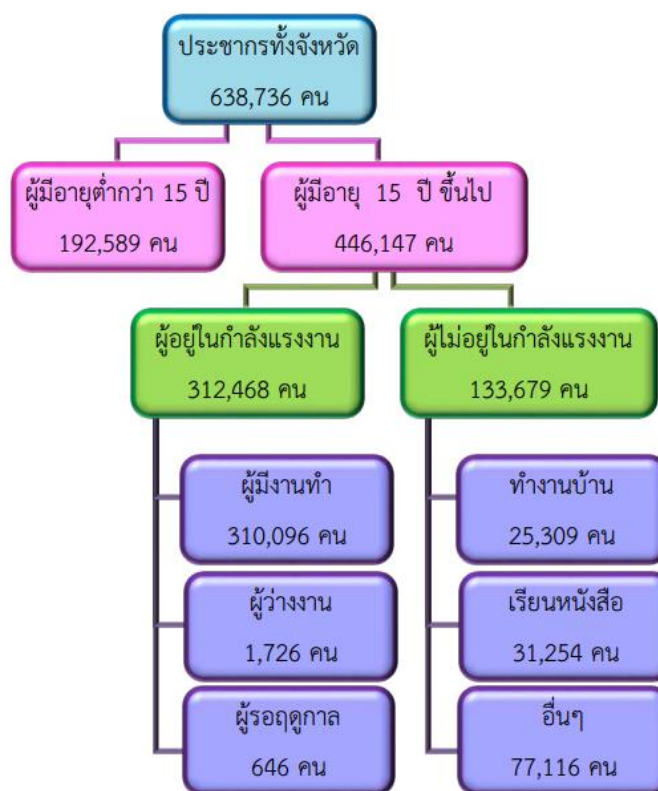 ประชากรทั้งจังหวัด
638,736 คน
ผู้มีอายุต่ำกว่า 15 ปี
192,589 คน
ผู้มีอายุ 15 ปี ขึ้นไป
446,147 คน
ผู้อยู่ในกำลังแรงงาน
312,468 คน
ผู้ไม่อยู่ในกำลังแรงงาน
133,679 คน
ผู้มีงานทำ
310,096 คน
ผู้ว่างงาน
1,726 คน
ผู้รอฤดูกาล
646 คน
ทำงานบ้าน
25,309 คน
เรียนหนังสือ
31,254 คน
อื่นๆ
77,116 คน